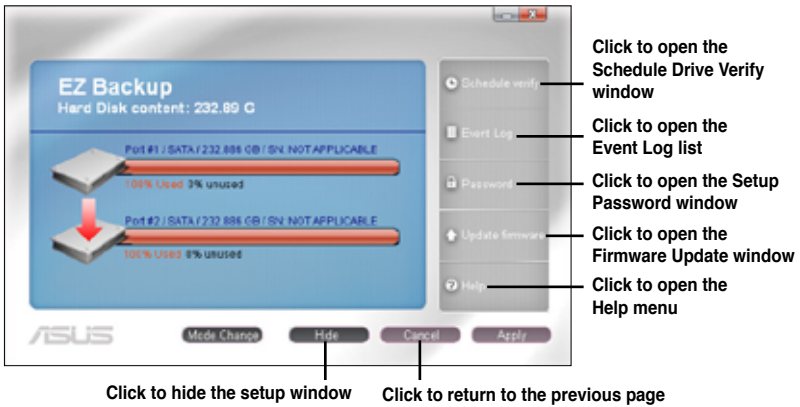 EZ Backup
Hard Disk content: 232.89 G
Port #1 / SATA / 232.886 GB / SN: NOT APPLICABLE
100% Used 0% unused
Port #2 / SATA / 232.886 GB / SN: NOT APPLICABLE
100% Used 0% unused
Schedule verify
Event Log
Password
Update firmware
Help
ASUS
Mode Change
Hide
Cancel
Apply
Click to open the
Schedule Drive Verify
window
Click to open the
Event Log list
Click to open the Setup
Password window
Click to open the
Firmware Update window
Click to open the
Help menu
Click to hide the setup window
Click to return to the previous page